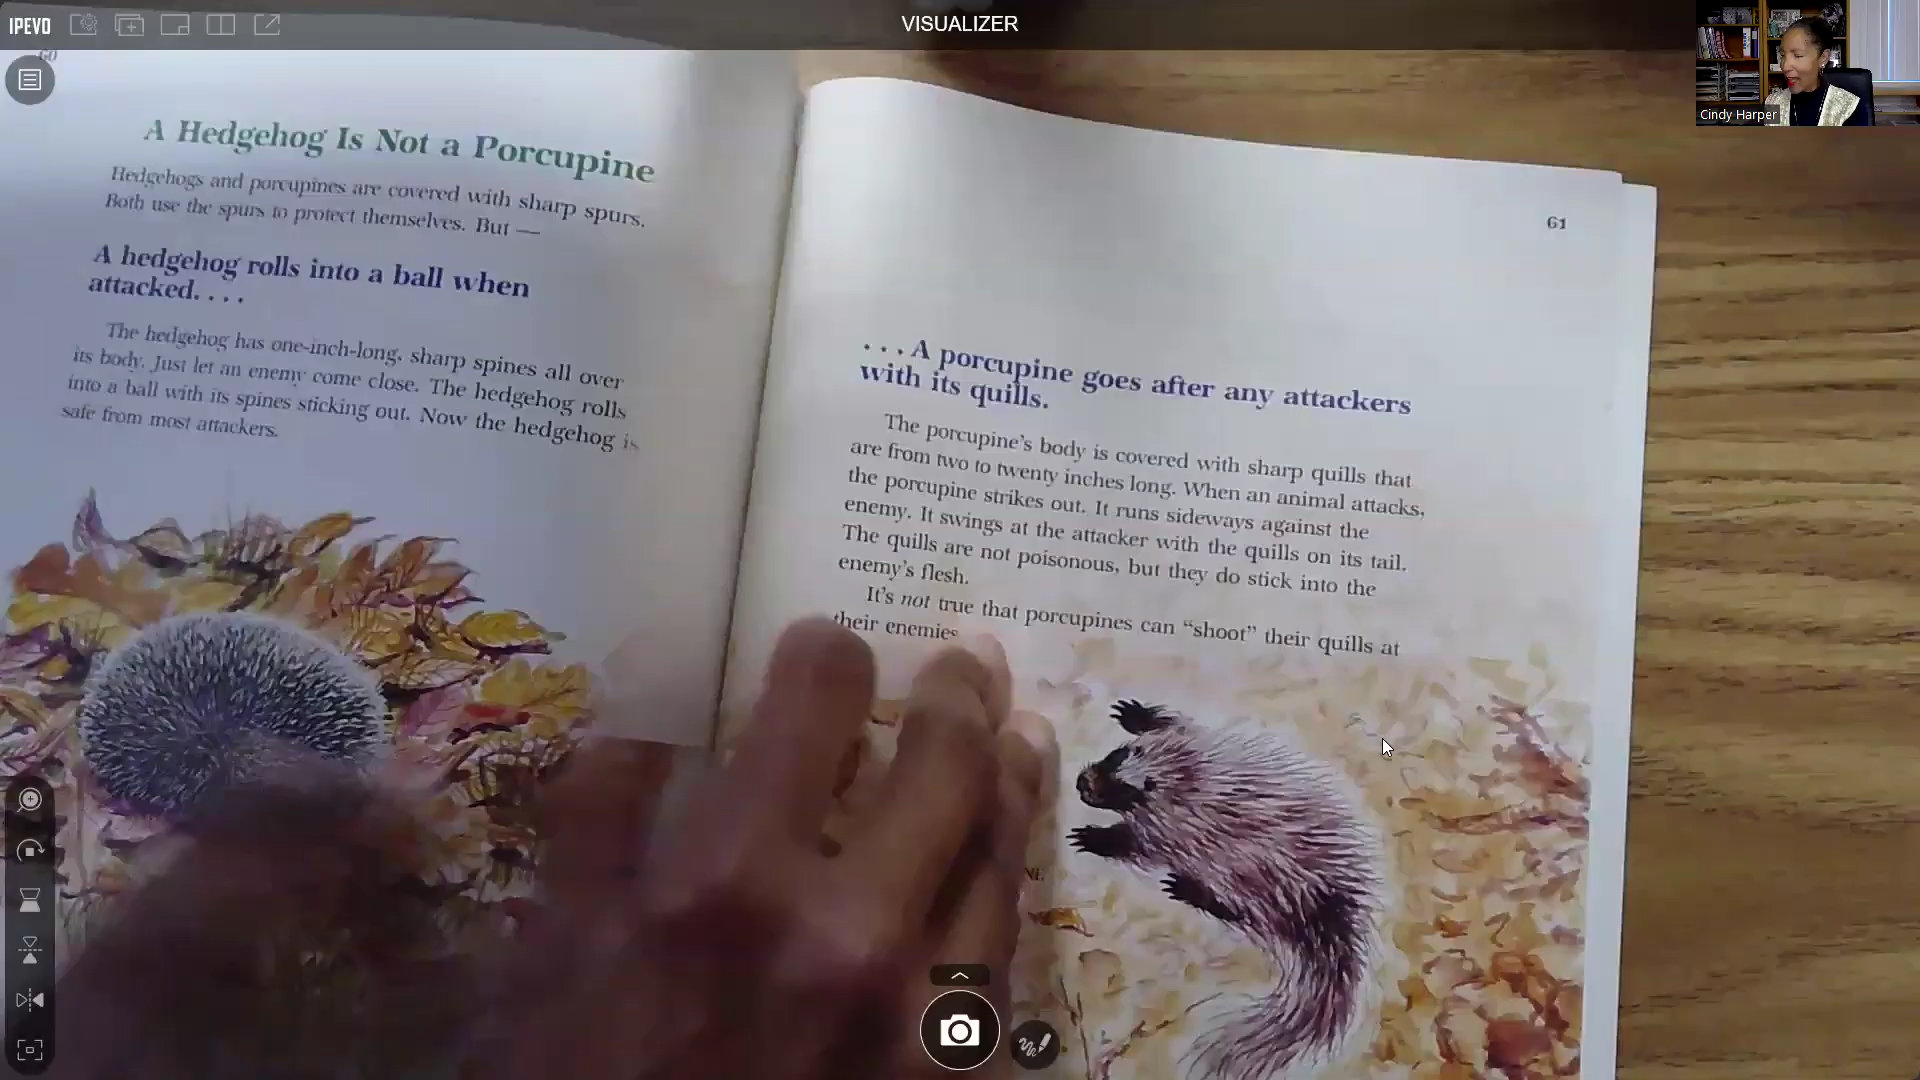 IPEVO
VISUALIZER
Cindy Harper
60
A Hedgehog Is Not a Porcupine
Hedgehogs and porcupines are covered with sharp spurs.
Both use the spurs to protect themselves. But —
A hedgehog rolls into a ball when
attacked. . . .
The hedgehog has one-inch-long, sharp spines all over
its body. Just let an enemy come close. The hedgehog rolls
into a ball with its spines sticking out. Now the hedgehog is
safe from most attackers.
61
. . . A porcupine goes after any attackers
with its quills.
The porcupine's body is covered with sharp quills that
are from two to twenty inches long. When an animal attacks,
the porcupine strikes out. It runs sideways against the
enemy. It swings at the attacker with the quills on its tail.
The quills are not poisonous, but they do stick into the
enemy's flesh.
It's not true that porcupines can “shoot” their quills at
their enemies